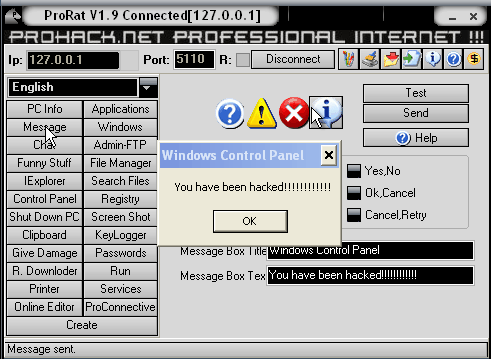 ProRat V1.9 Connected[127.0.0.1]
PROHACK.NET PROFESSIONAL INTERNET !!!
Ip: 127.0.0.1 Port: 5110 R: Disconnect
English
PC Info Applications
Message Windows
Chat Admin-FTP
Funny Stuff File Manager
IExplorer Search Files
Control Panel Registry
Shut Down PC Screen Shot
Clipboard KeyLogger
Give Damage Passwords
R. Downloder Run
Printer Services
Online Editor ProConnective
Create
Test
Send
Help
Windows Control Panel
You have been hacked!!!!!!!!!!!!
OK
Yes,No
Ok,Cancel
Cancel,Retry
Message Box Title Windows Control Panel
Message Box Tex You have been hacked!!!!!!!!!!!!
Message sent.